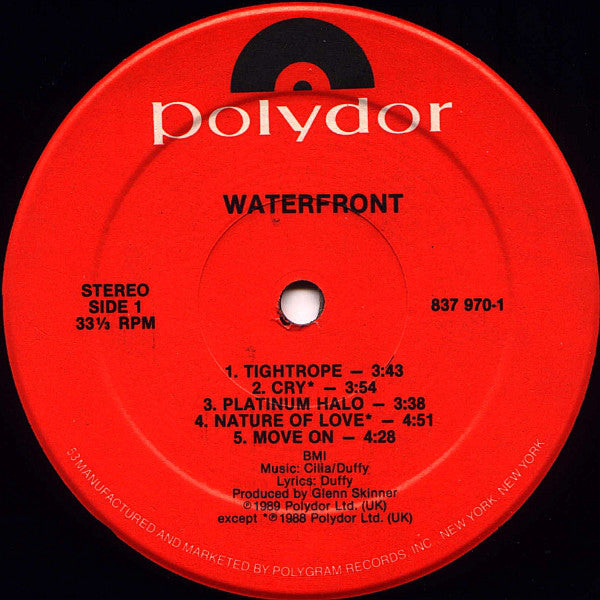 polydor
WATERFRONT
STEREO
SIDE 1
33⅓ RPM
837 970-1
1. TIGHTROPE — 3:43
2. CRY* — 3:54
3. PLATINUM HALO — 3:38
4. NATURE OF LOVE* — 4:51
5. MOVE ON — 4:28
BMI
Music: Cilia/Duffy
Lyrics: Duffy
Produced by Glenn Skinner
©℗1989 Polydor Ltd. (UK)
except *℗1988 Polydor Ltd. (UK)
53 MANUFACTURED AND MARKETED BY POLYGRAM RECORDS, INC. NEW YORK, NEW YORK